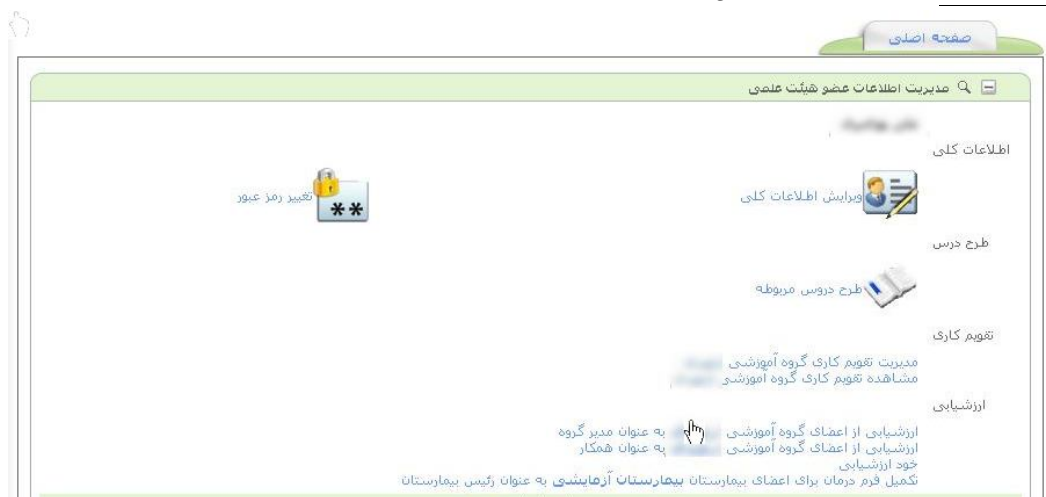 صفحه اصلی
مدیریت اطلاعات عضو هیئت علمی
اطلاعات کلی
ویرایش اطلاعات کلی
تغییر رمز عبور
طرح درس
طرح دروس مربوطه
تقویم کاری
مدیریت تقویم کاری گروه آموزشی
مشاهده تقویم کاری گروه آموزشی
ارزشیابی
ارزشیابی از اعضای گروه آموزشی به عنوان مدیر گروه
ارزشیابی از اعضای گروه آموزشی به عنوان همکار
خود ارزشیابی
تکمیل فرم درمان برای اعضای بیمارستان بیمارستان آزمایشی به عنوان رئیس بیمارستان